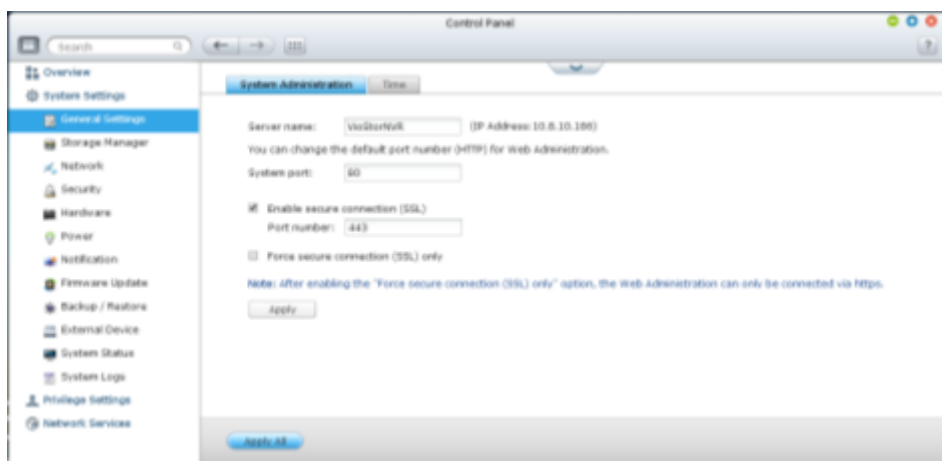 Control Panel
Search
Overview
System Settings
General Settings
Storage Manager
Network
Security
Hardware
Power
Notification
Firmware Update
Backup / Restore
External Device
System Status
System Logs
Privilege Settings
Network Services
System Administration
Time
Server name: VioStorNVR (IP Address: 10.8.10.166)
You can change the default port number (HTTP) for Web Administration.
System port: 80
Enable secure connection (SSL)
Port number: 443
Force secure connection (SSL) only
Note: After enabling the "Force secure connection (SSL) only" option, the Web Administration can only be connected via https.
Apply
Apply All